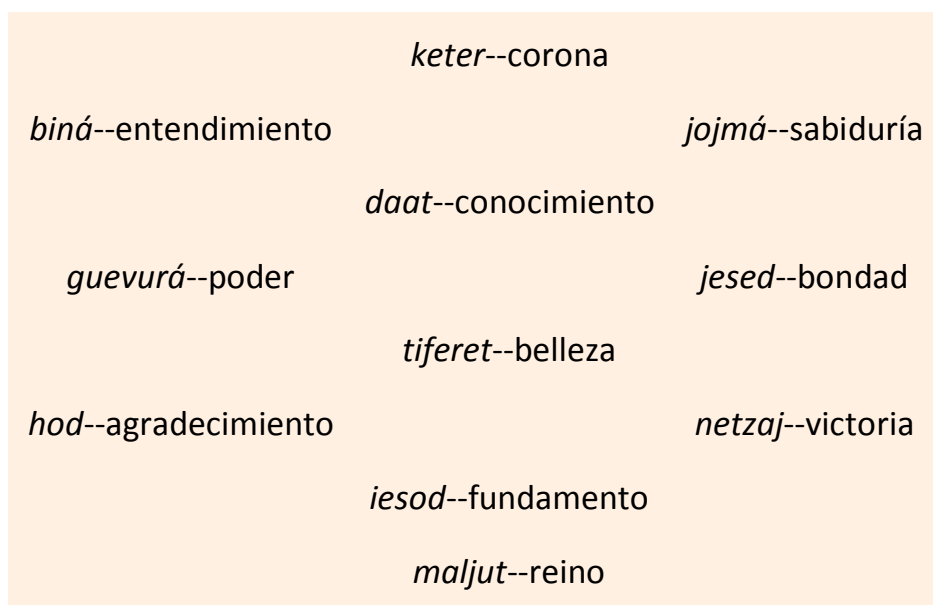 keter--corona
biná--entendimiento jojmá--sabiduría
daat--conocimiento
guevurá--poder jesed--bondad
tiferet--belleza
hod--agradecimiento netzaj--victoria
iesod--fundamento
maljut--reino